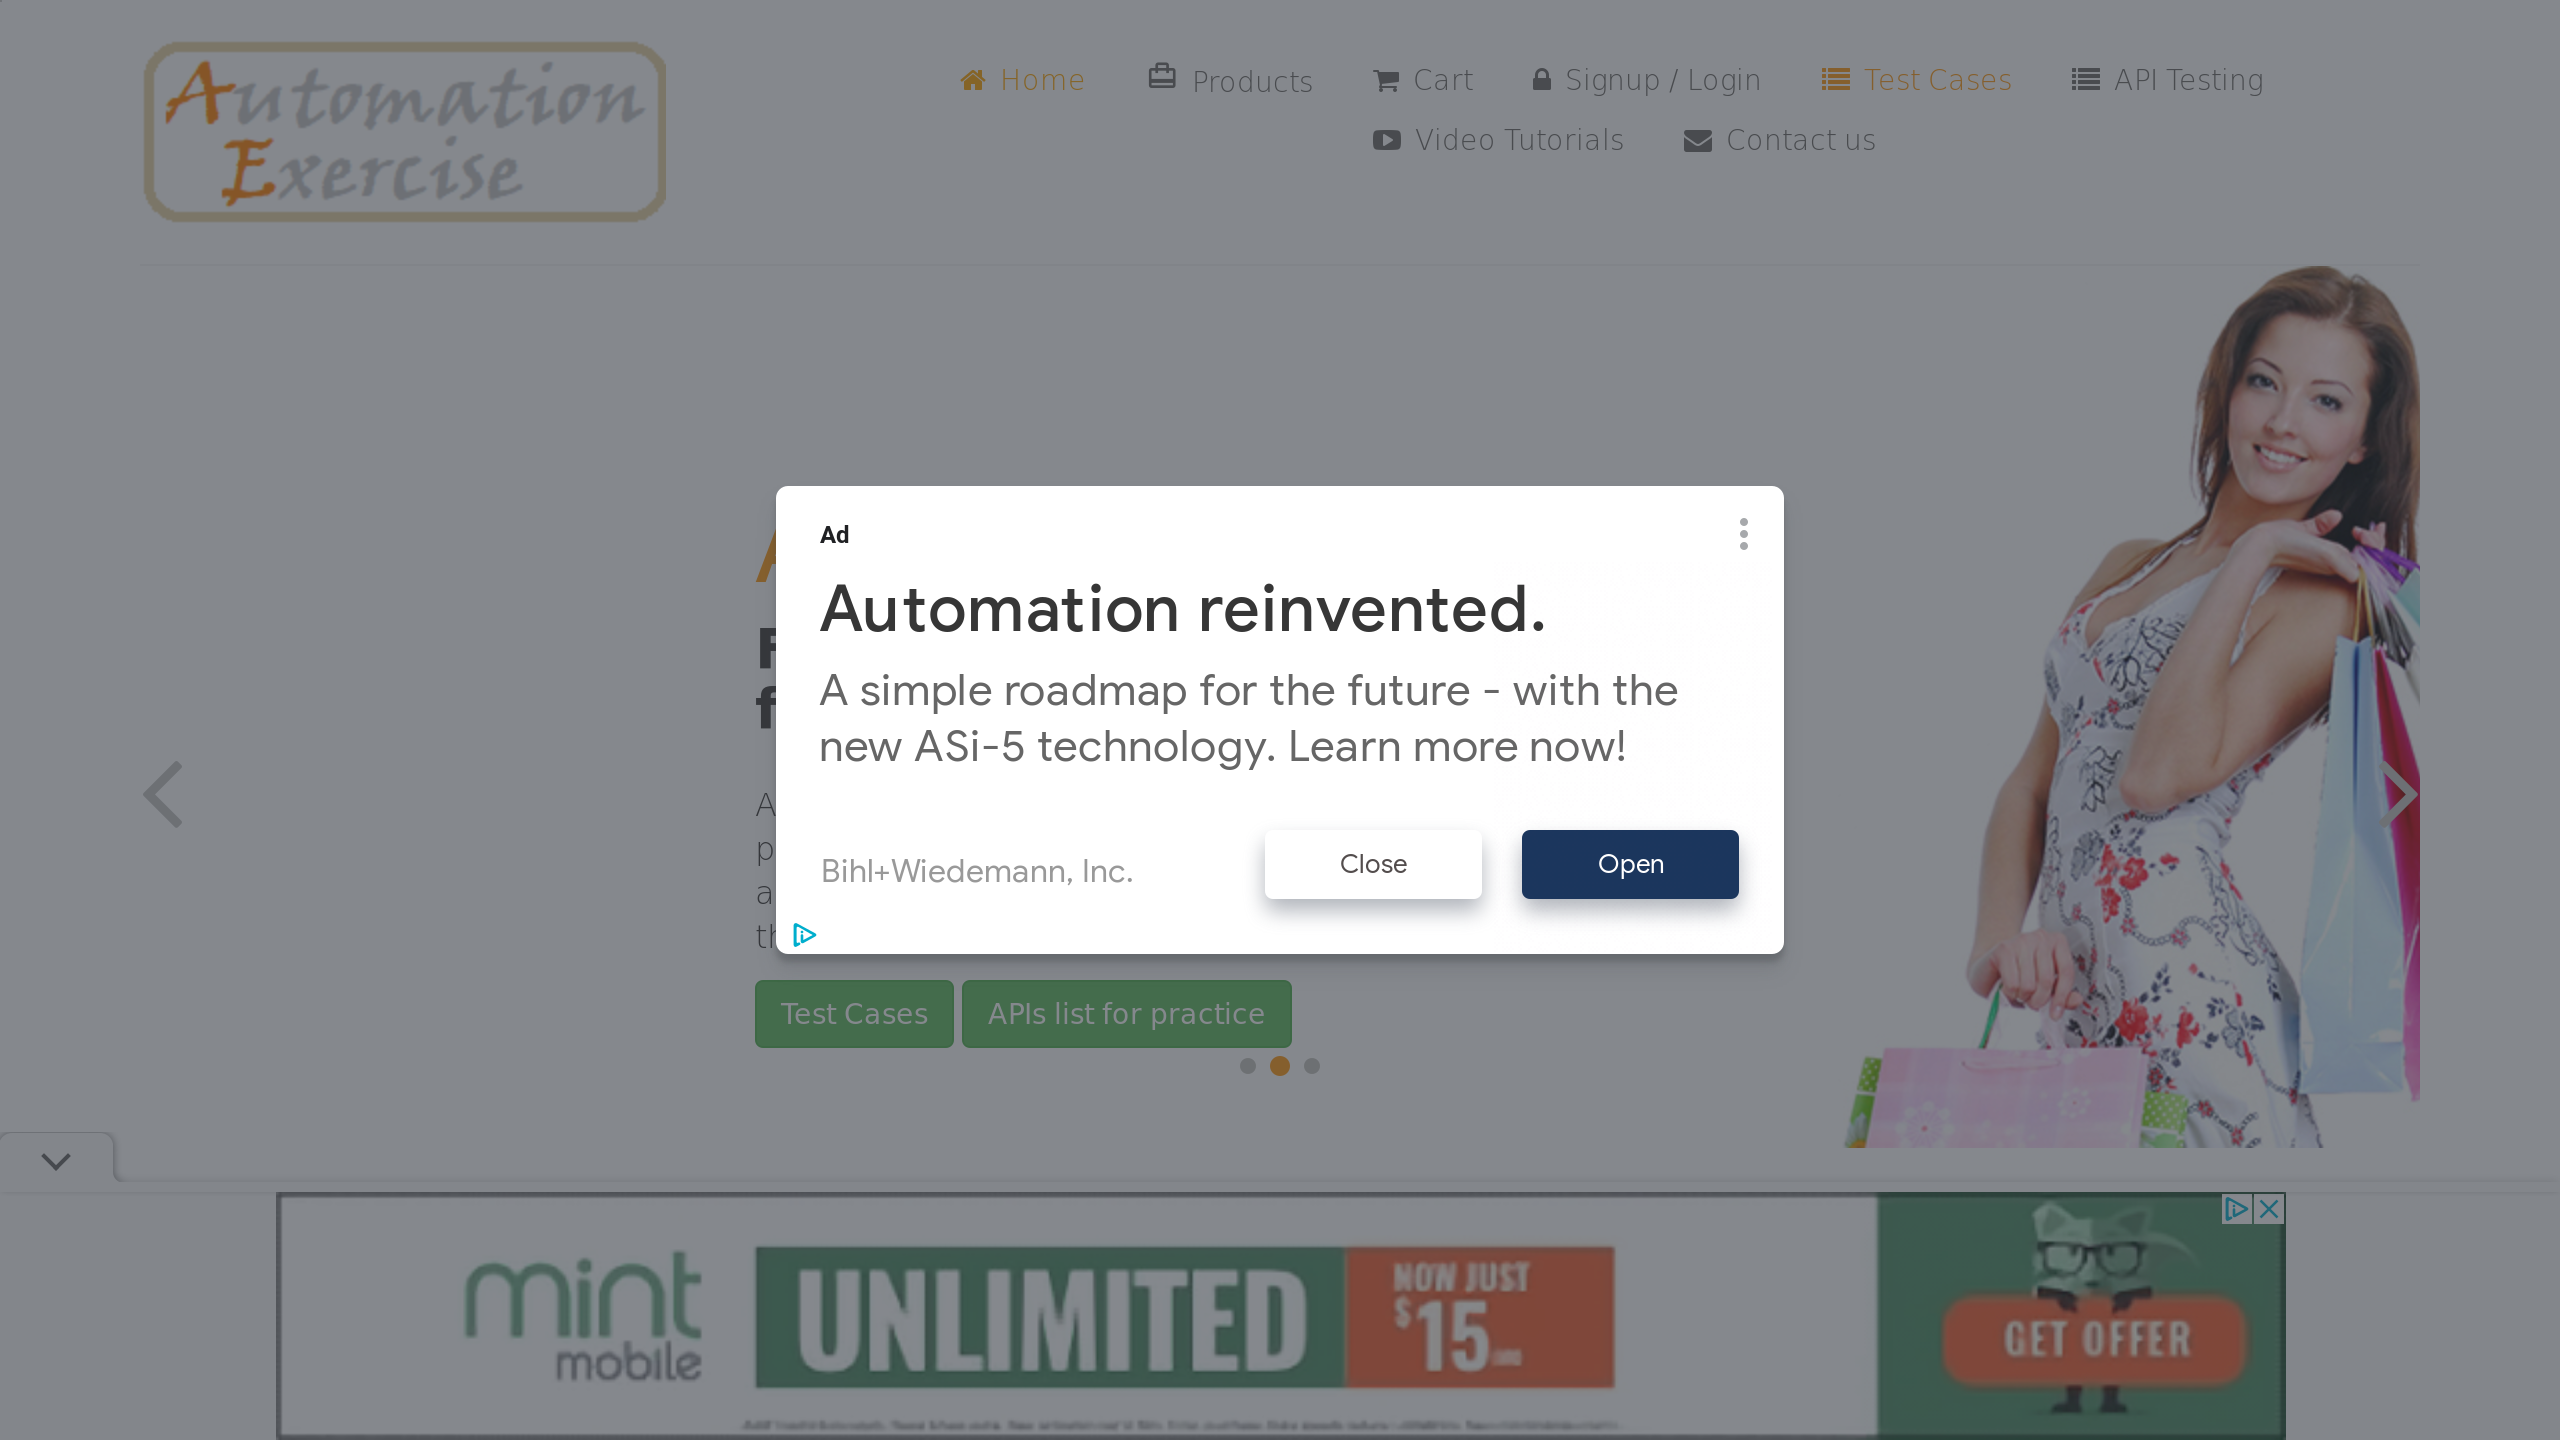 Automation
Exercise
Home
Products
Cart
Signup / Login
Test Cases
API Testing
Video Tutorials
Contact us
Ad
Automation reinvented.
A simple roadmap for the future - with the
new ASi-5 technology. Learn more now!
Bihl+Wiedemann, Inc.
Close
Open
Test Cases
APIs list for practice
mint
mobile
UNLIMITED
NOW JUST
$15
GET OFFER